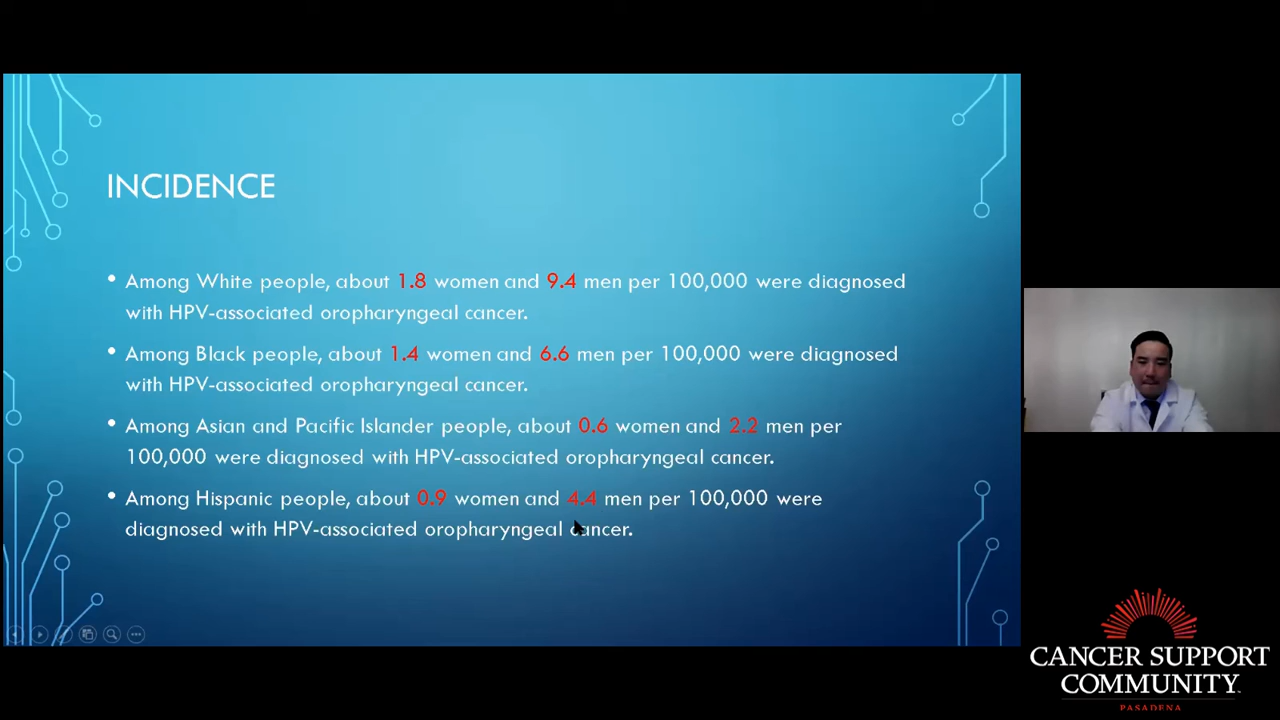 INCIDENCE
• Among White people, about 1.8 women and 9.4 men per 100,000 were diagnosed
with HPV-associated oropharyngeal cancer.
• Among Black people, about 1.4 women and 6.6 men per 100,000 were diagnosed
with HPV-associated oropharyngeal cancer.
• Among Asian and Pacific Islander people, about 0.6 women and 2.2 men per
100,000 were diagnosed with HPV-associated oropharyngeal cancer.
• Among Hispanic people, about 0.9 women and 4.4 men per 100,000 were
diagnosed with HPV-associated oropharyngeal cancer.
CANCER SUPPORT
COMMUNITY
PASADENA